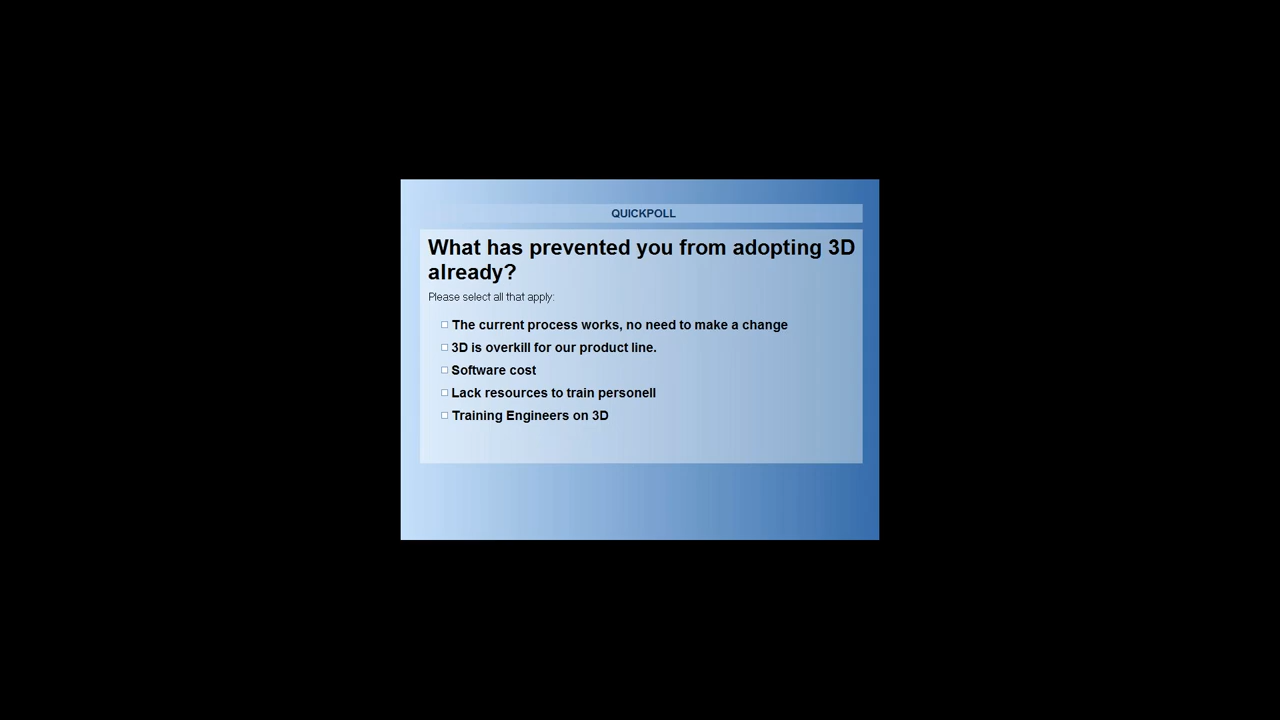 QUICKPOLL
What has prevented you from adopting 3D
already?
Please select all that apply:
The current process works, no need to make a change
3D is overkill for our product line.
Software cost
Lack resources to train personell
Training Engineers on 3D